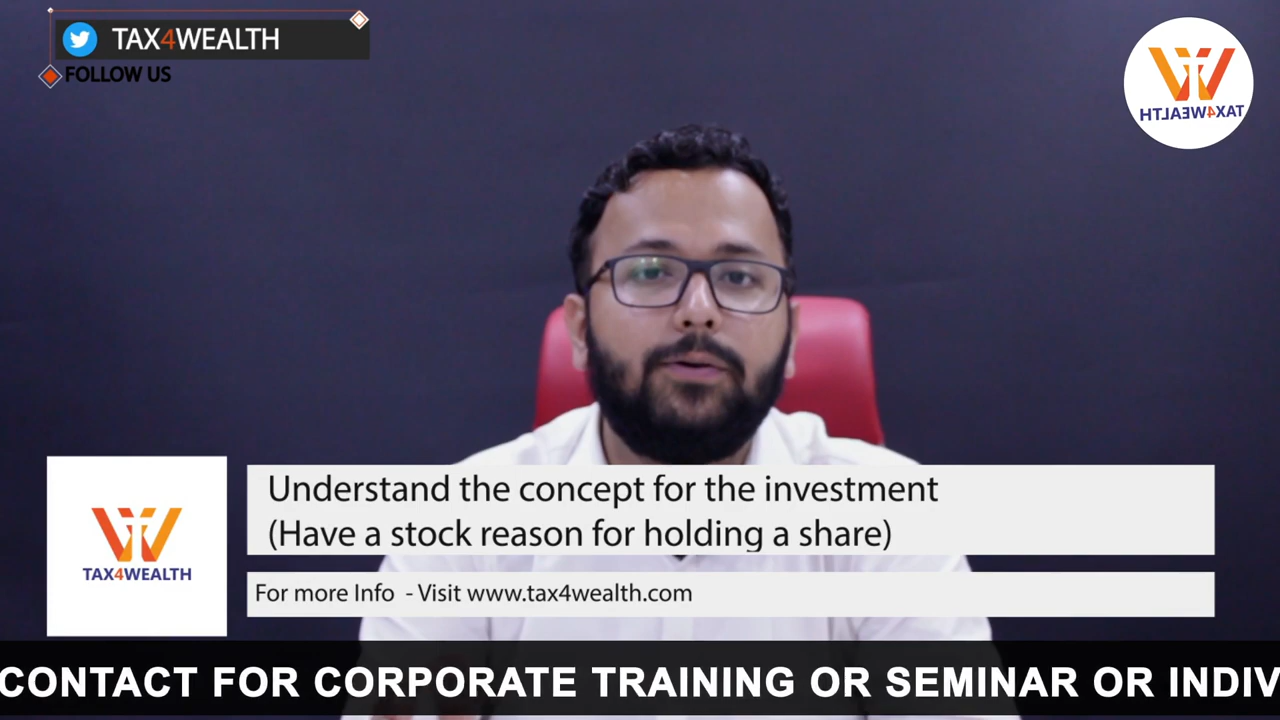 TAX4WEALTH
FOLLOW US
TAX4WEALTH
Understand the concept for the investment
(Have a stock reason for holding a share)
TAX4WEALTH
For more Info - Visit www.tax4wealth.com
CONTACT FOR CORPORATE TRAINING OR SEMINAR OR INDIV